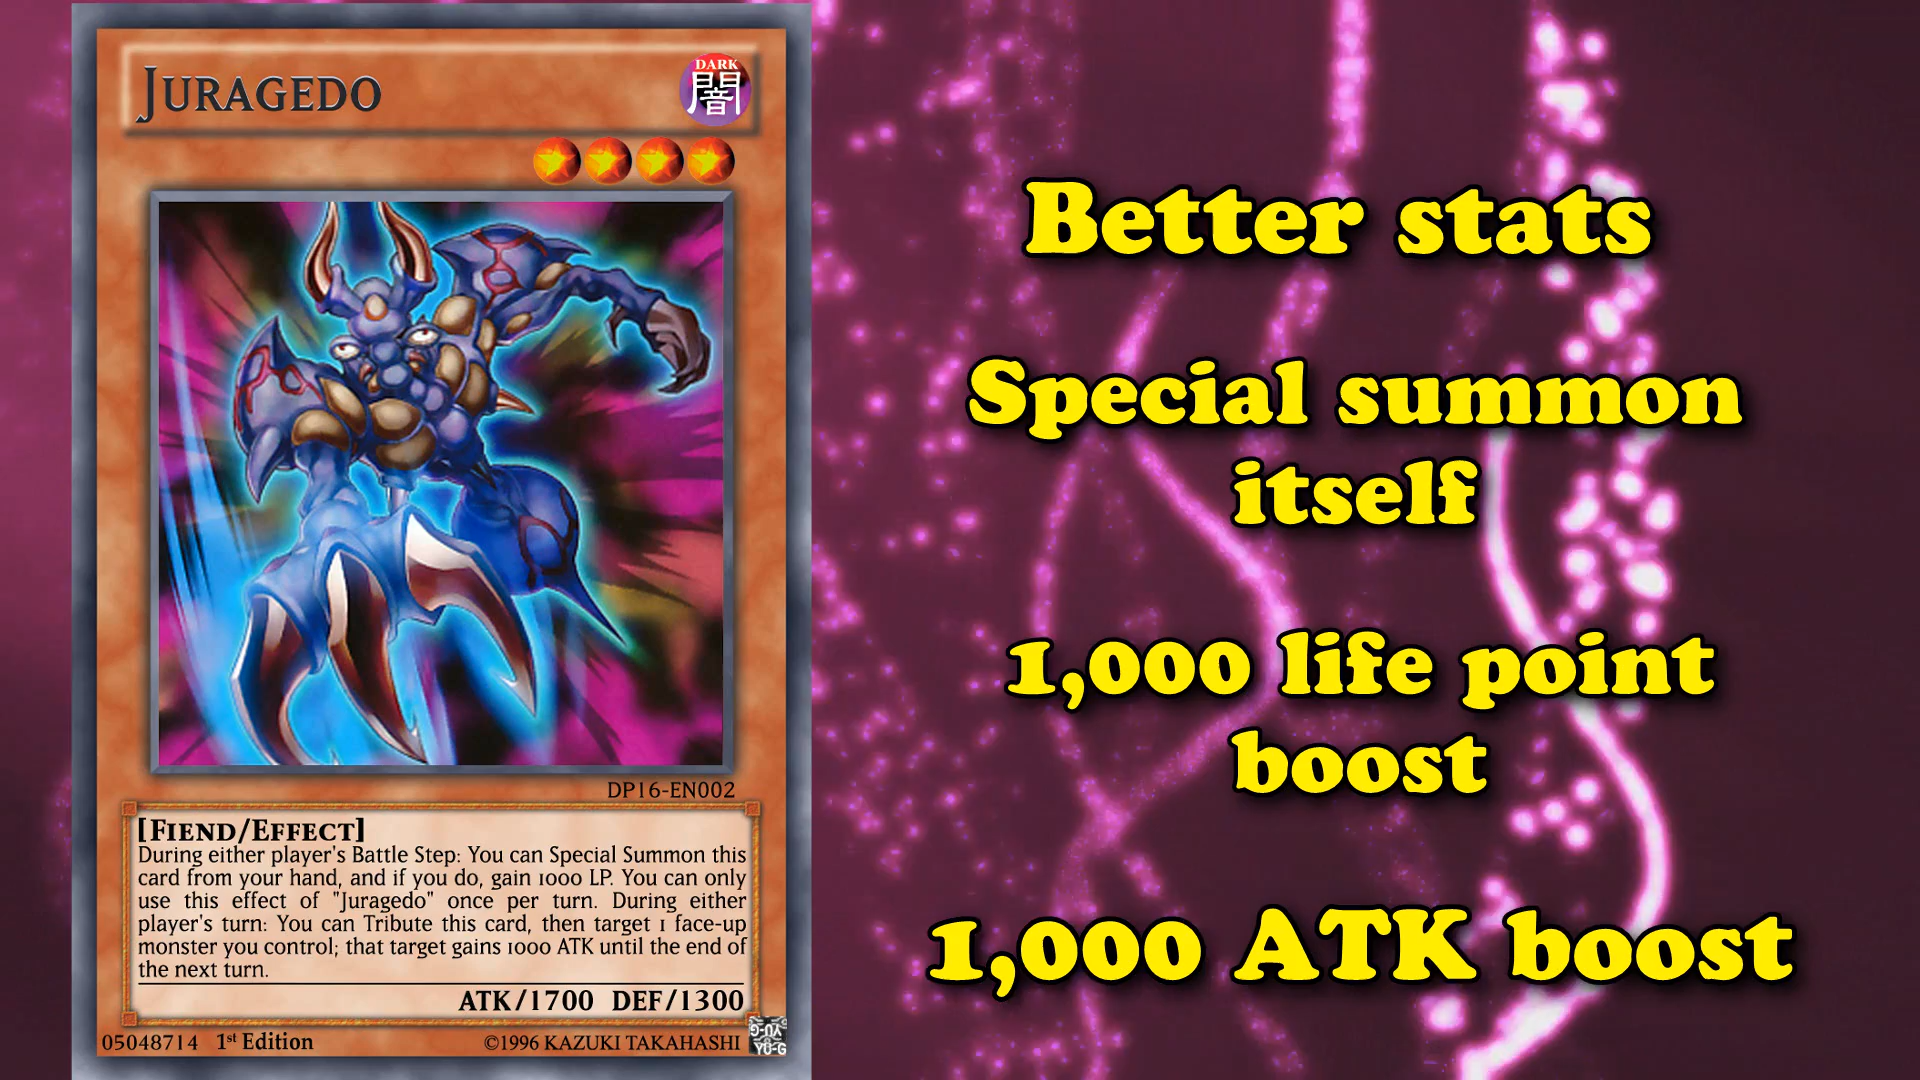 JURAGEDO
DARK
闇
DP16-EN002
[FIEND/EFFECT]
During either player's Battle Step: You can Special Summon this
card from your hand, and if you do, gain 1000 LP. You can only
use this effect of "Juragedo" once per turn. During either
player's turn: You can Tribute this card, then target 1 face-up
monster you control; that target gains 1000 ATK until the end of
the next turn.
ATK/1700 DEF/1300
05048714 1st Edition ©1996 KAZUKI TAKAHASHI
Better stats
Special summon
itself
1,000 life point
boost
1,000 ATK boost